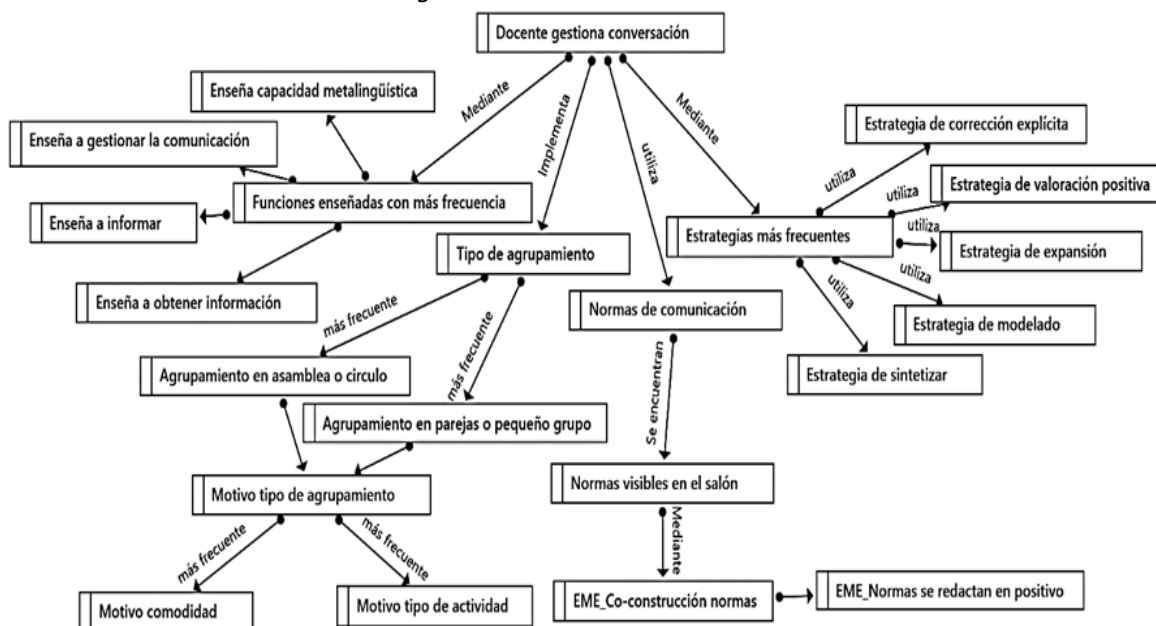 Docente gestiona conversación
Enseña capacidad metalingüística
Mediante
Implementa
utiliza
Mediante
Enseña a gestionar la comunicación
Estrategia de corrección explícita
utiliza
Funciones enseñadas con más frecuencia
Estrategia de valoración positiva
utiliza
Enseña a informar
Estrategias más frecuentes
utiliza
Estrategia de expansión
Tipo de agrupamiento
utiliza
utiliza
Enseña a obtener información
Normas de comunicación
Estrategia de modelado
más frecuente
más frecuente
Agrupamiento en asamblea o circulo
Se encuentran
Estrategia de sintetizar
Agrupamiento en parejas o pequeño grupo
Motivo tipo de agrupamiento
Normas visibles en el salón
más frecuente
más frecuente
Mediante
Motivo comodidad
Motivo tipo de actividad
EME_Co-construcción normas
EME_Normas se redactan en positivo